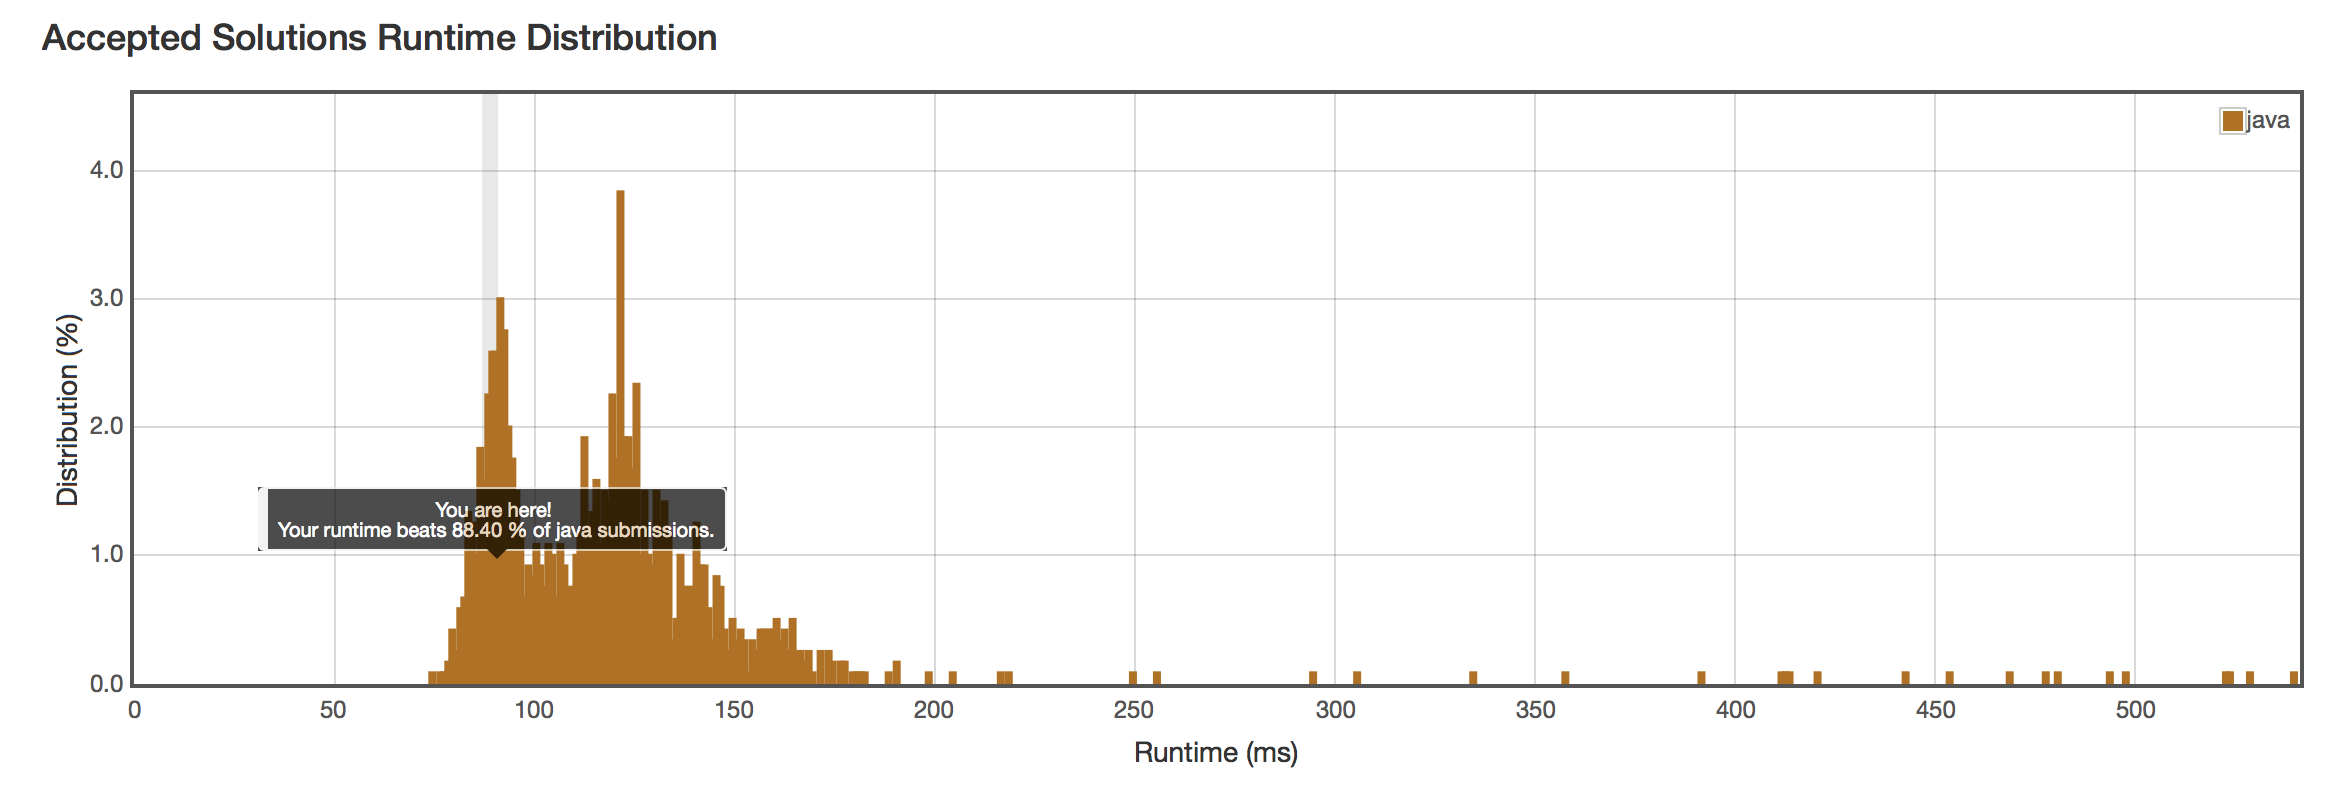 Accepted Solutions Runtime Distribution
java
4.0
3.0
2.0
1.0
0.0
Distribution (%)
You are here!
Your runtime beats 88.40 % of java submissions.
0 50 100 150 200 250 300 350 400 450 500
Runtime (ms)